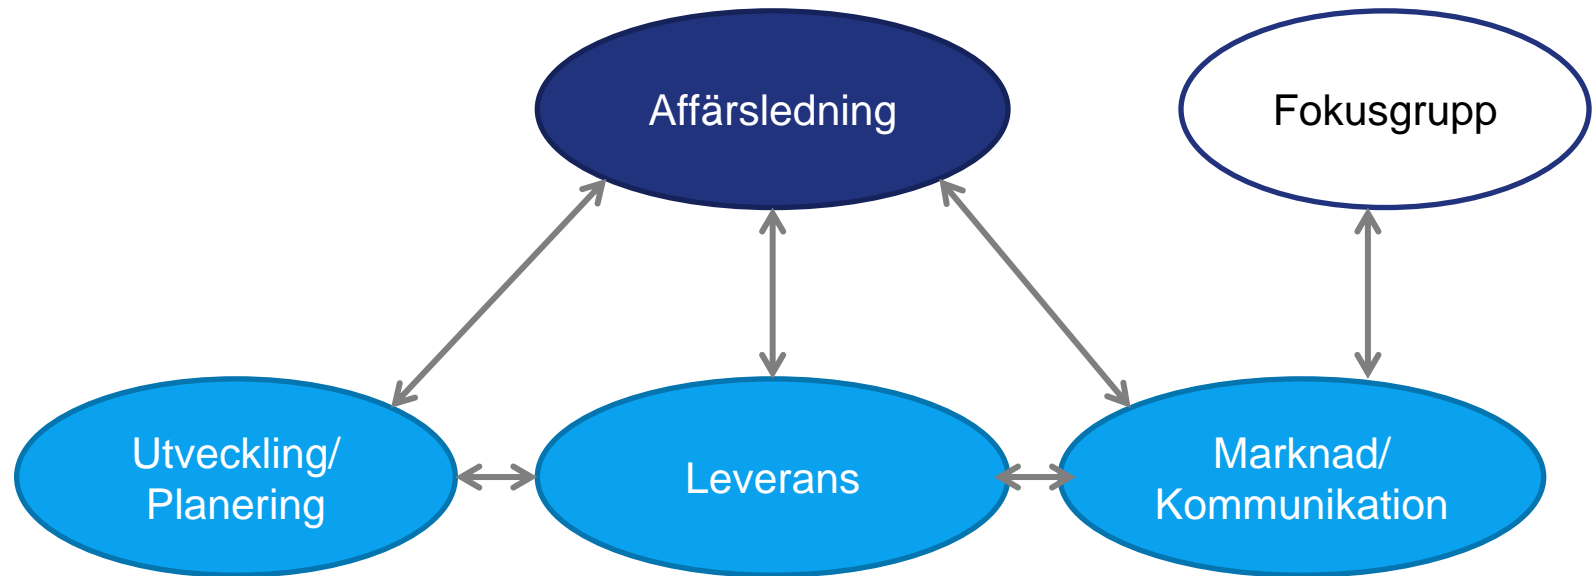 Affärsledning
Fokusgrupp
Utveckling/
Planering
Leverans
Marknad/
Kommunikation